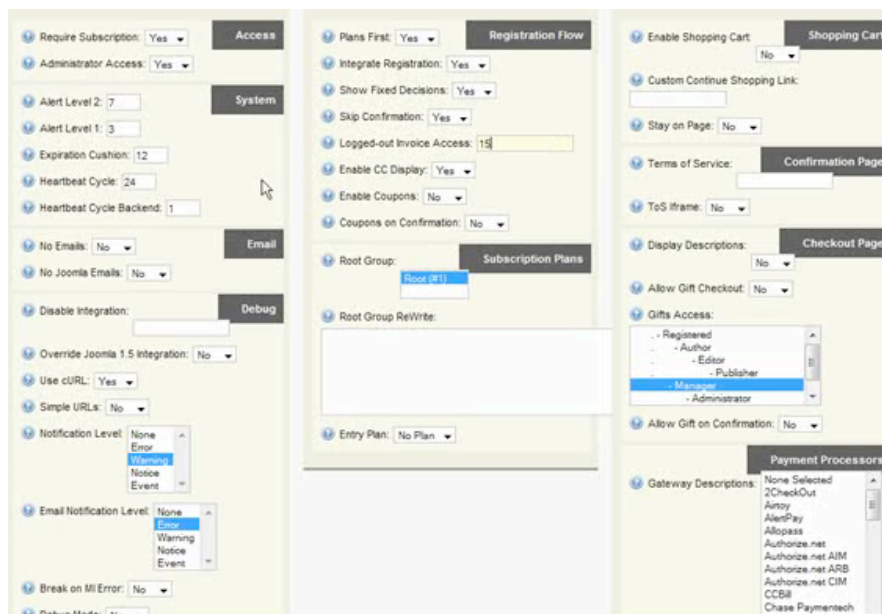 Access
Require Subscription: Yes
Administrator Access: Yes
System
Alert Level 2: 7
Alert Level 1: 3
Expiration Cushion: 12
Heartbeat Cycle: 24
Heartbeat Cycle Backend: 1
Email
No Emails: No
No Joomla Emails: No
Debug
Disable Integration:
Override Joomla 1.5 Integration: No
Use cURL: Yes
Simple URLs: No
Notification Level: None
Error
Warning
Notice
Event
Email Notification Level: None
Error
Warning
Notice
Event
Break on MI Error: No
Debug Mode: No
Registration Flow
Plans First: Yes
Integrate Registration: Yes
Show Fixed Decisions: Yes
Skip Confirmation: Yes
Logged-out Invoice Access: 15
Enable CC Display: Yes
Enable Coupons: No
Coupons on Confirmation: No
Subscription Plans
Root Group:
Root (#1)
Root Group ReWrite:
Entry Plan: No Plan
Shopping Cart
Enable Shopping Cart:
No
Custom Continue Shopping Link:
Stay on Page: No
Confirmation Page
Terms of Service:
ToS Iframe: No
Checkout Page
Display Descriptions:
No
Allow Gift Checkout: No
Gifts Access:
. - Registered
. - Author
. - Editor
. - Publisher
- Manager
- Administrator
Allow Gift on Confirmation: No
Payment Processors
Gateway Descriptions: None Selected
2CheckOut
Airtoy
AlertPay
Allopass
Authorize.net
Authorize.net AIM
Authorize.net ARB
Authorize.net CIM
CCBill
Chase Paymentech